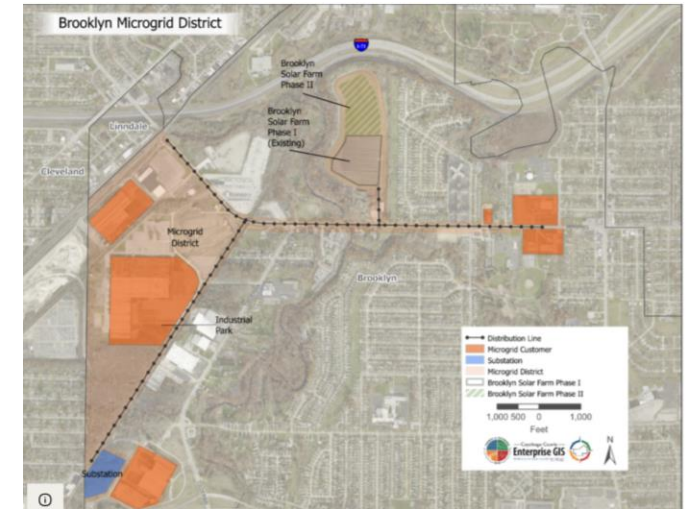 Brooklyn Microgrid District
Brooklyn
Solar Farm
Phase II
Brooklyn
Solar Farm
Phase I
(Existing)
Linndale
Cleveland
Microgrid
District
Brooklyn
Industrial
Park
Substation
Distribution Line
Microgrid Customer
Substation
Microgrid District
Brooklyn Solar Farm Phase I
Brooklyn Solar Farm Phase II
1,000 500 0 1,000
Feet
N
Cuyahoga County
Enterprise GIS